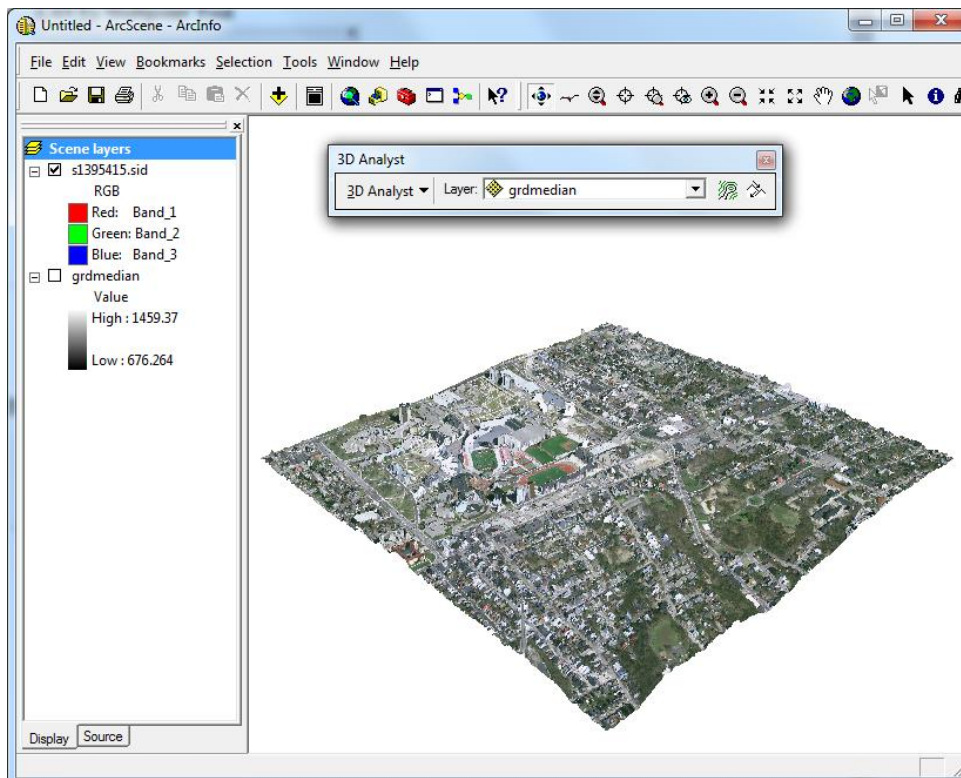 Untitled - ArcScene - ArcInfo
File Edit View Bookmarks Selection Tools Window Help
Scene layers
s1395415.sid
RGB
Red: Band_1
Green: Band_2
Blue: Band_3
grdmedian
Value
High : 1459.37
Low : 676.264
3D Analyst
3D Analyst Layer: grdmedian
Display Source